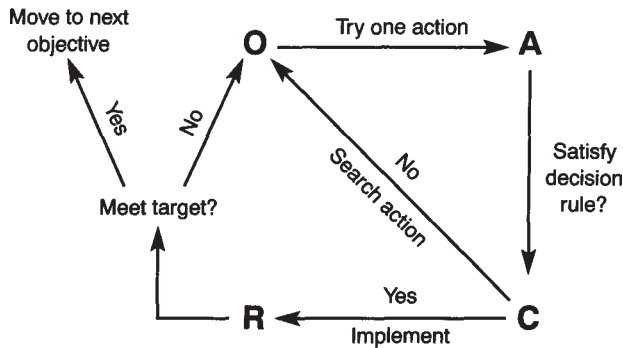 Move to next
objective
O
Try one action
A
Yes
No
No
Search action
Satisfy
decision
rule?
Meet target?
R
Yes
Implement
C